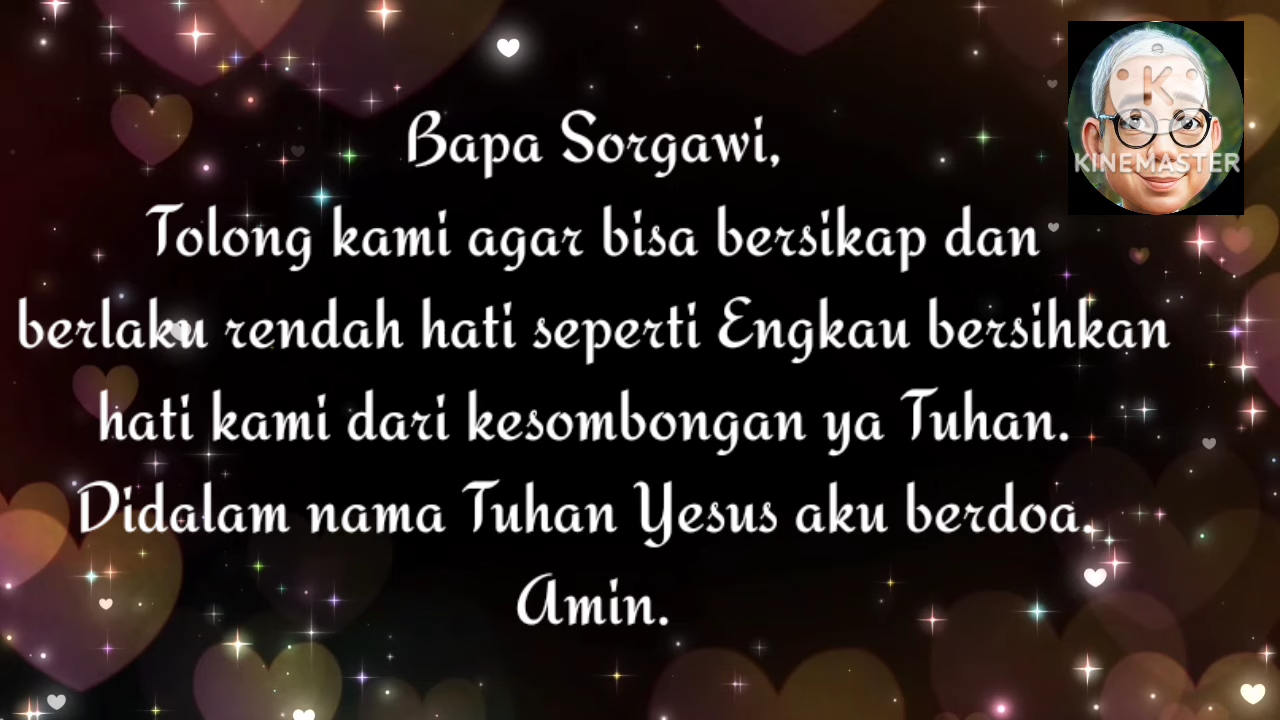 Bapa Sorgawi,
Tolong kami agar bisa bersikap dan
berlaku rendah hati seperti Engkau bersihkan
hati kami dari kesombongan ya Tuhan.
Didalam nama Tuhan Yesus aku berdoa.
Amin.
K
KINEMASTER